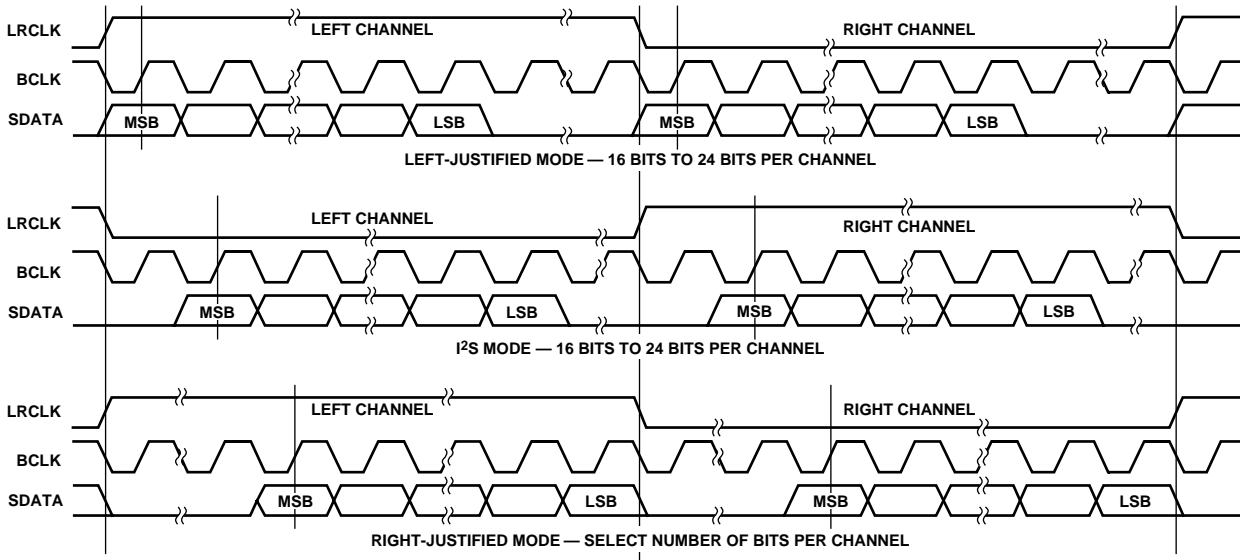 LRCLK LEFT CHANNEL RIGHT CHANNEL
BCLK
SDATA MSB LSB MSB LSB
LEFT-JUSTIFIED MODE — 16 BITS TO 24 BITS PER CHANNEL
LRCLK LEFT CHANNEL RIGHT CHANNEL
BCLK
SDATA MSB LSB MSB LSB
I²S MODE — 16 BITS TO 24 BITS PER CHANNEL
LRCLK LEFT CHANNEL RIGHT CHANNEL
BCLK
SDATA MSB LSB MSB LSB
RIGHT-JUSTIFIED MODE — SELECT NUMBER OF BITS PER CHANNEL